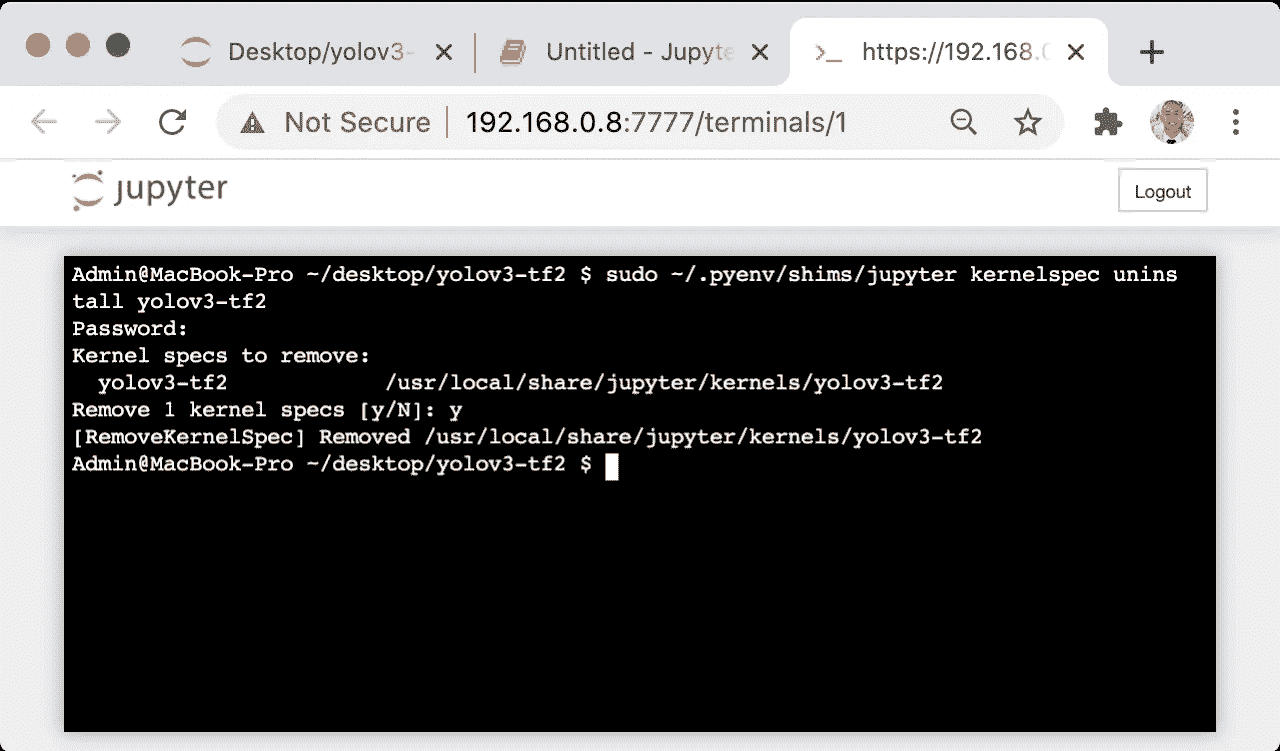 Desktop/yolov3-
Untitled - Jupyte
https://192.168.0
Not Secure 192.168.0.8:7777/terminals/1
jupyter
Logout
Admin@MacBook-Pro ~/desktop/yolov3-tf2 $ sudo ~/.pyenv/shims/jupyter kernelspec unins
tall yolov3-tf2
Password:
Kernel specs to remove:
yolov3-tf2 /usr/local/share/jupyter/kernels/yolov3-tf2
Remove 1 kernel specs [y/N]: y
[RemoveKernelSpec] Removed /usr/local/share/jupyter/kernels/yolov3-tf2
Admin@MacBook-Pro ~/desktop/yolov3-tf2 $